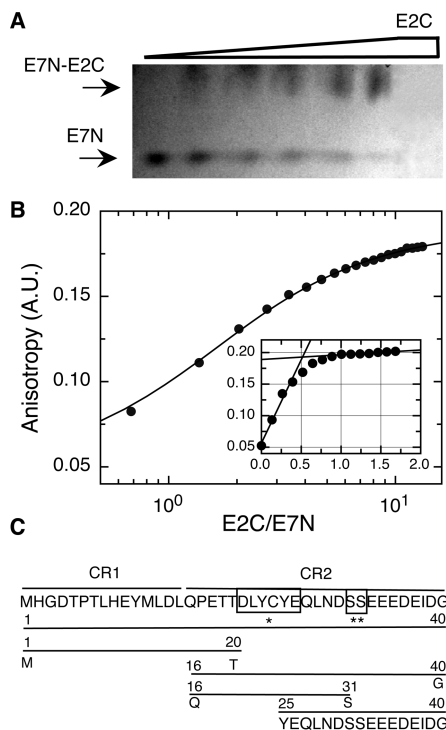 A
E2C
E7N-E2C
E7N
B
0.20
0.15
0.10
0.05
Anisotropy (A.U.)
0.20
0.15
0.10
0.05
0.0 0.5 1.0 1.5 2.0
10⁰ 10¹
E2C/E7N
C
CR1 CR2
MHGDTPTLHEYMLDLQPETTDLYCYEQLNDSSEEEDEIDG
1 * ** 40
1 20
M T
16 40
G
16 31
Q S
25 40
YEQLNDSSEEEDEIDG